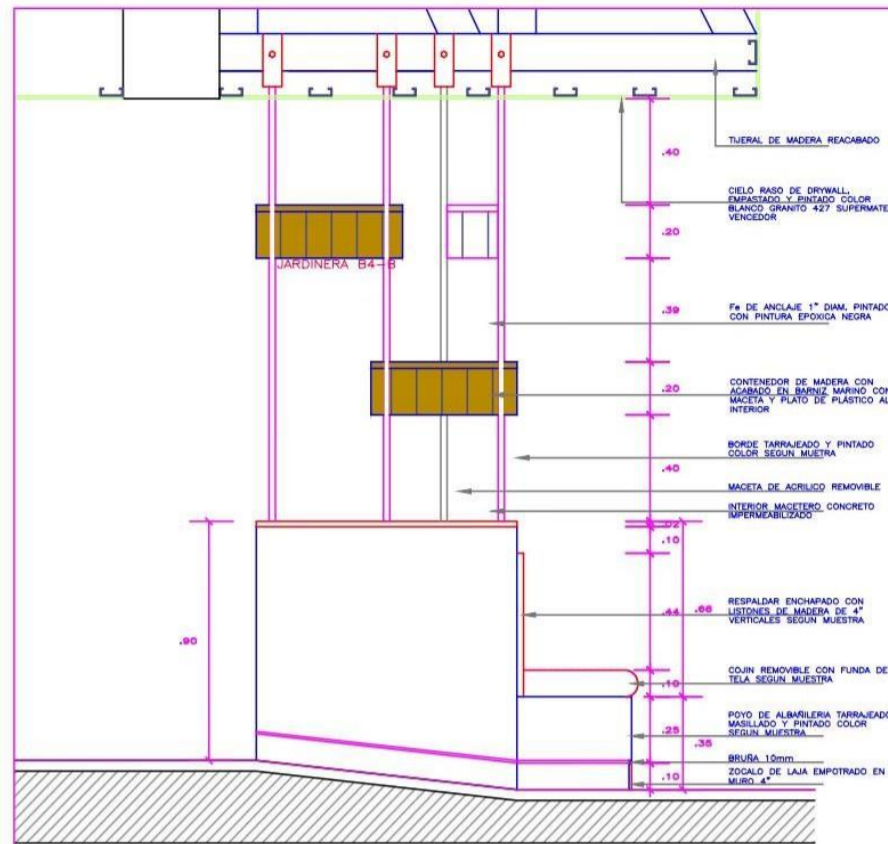 .40
TIJERAL DE MADERA REACABADO
CIELO RASO DE DRYWALL,
EMPASTADO Y PINTADO COLOR
BLANCO GRANITO 427 SUPERMATE
VENCEDOR
.20
JARDINERA B4-B
.39
Fe DE ANCLAJE 1" DIAM. PINTADO
CON PINTURA EPOXICA NEGRA
.20
CONTENEDOR DE MADERA CON
ACABADO EN BARNIZ MARINO CON
MACETA Y PLATO DE PLÁSTICO AL
INTERIOR
BORDE TARRAJEADO Y PINTADO
COLOR SEGUN MUETRA
.40
MACETA DE ACRILICO REMOVIBLE
INTERIOR MACETERO CONCRETO
IMPERMEABILIZADO
.02
.10
RESPALDAR ENCHAPADO CON
LISTONES DE MADERA DE 4"
VERTICALES SEGUN MUESTRA
.44
.66
.90
COJIN REMOVIBLE CON FUNDA DE
TELA SEGUN MUESTRA
.10
POYO DE ALBAÑILERIA TARRAJEADO
MASILLADO Y PINTADO COLOR
SEGUN MUESTRA
.25
.35
BRUÑA 10mm
ZOCALO DE LAJA EMPOTRADO EN
MURO 4"
.10